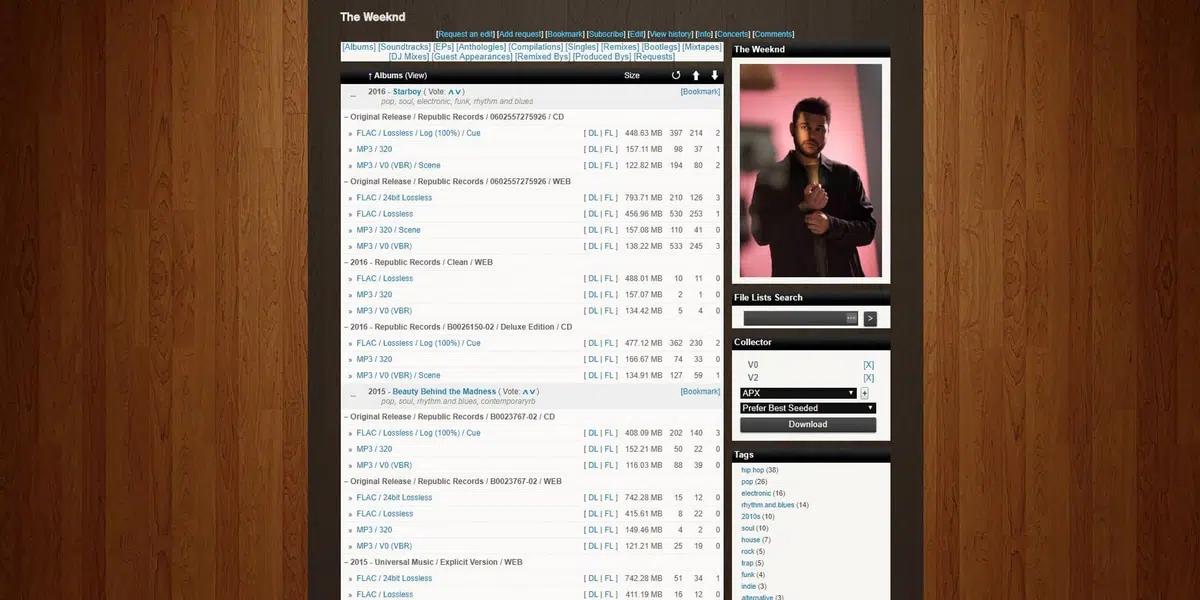 The Weeknd
[Request an edit] [Add request] [Bookmark] [Subscribe] [Edit] [View history] [Info] [Concerts] [Comments]
[Albums] [Soundtracks] [EPs] [Anthologies] [Compilations] [Singles] [Remixes] [Bootlegs] [Mixtapes]
[DJ Mixes] [Guest Appearances] [Remixed Bys] [Produced Bys] [Requests]
↑ Albums (View) Size
2016 - Starboy ( Vote: ) [Bookmark]
pop, soul, electronic, funk, rhythm and blues
– Original Release / Republic Records / 0602557275926 / CD
» FLAC / Lossless / Log (100%) / Cue [ DL | FL ] 448.63 MB 397 214 2
» MP3 / 320 [ DL | FL ] 157.11 MB 98 37 1
» MP3 / V0 (VBR) / Scene [ DL | FL ] 122.82 MB 194 80 2
– Original Release / Republic Records / 0602557275926 / WEB
» FLAC / 24bit Lossless [ DL | FL ] 793.71 MB 210 126 3
» FLAC / Lossless [ DL | FL ] 456.96 MB 530 253 1
» MP3 / 320 / Scene [ DL | FL ] 157.08 MB 110 41 0
» MP3 / V0 (VBR) [ DL | FL ] 138.22 MB 533 245 3
– 2016 - Republic Records / Clean / WEB
» FLAC / Lossless [ DL | FL ] 488.01 MB 10 11 0
» MP3 / 320 [ DL | FL ] 157.07 MB 2 1 0
» MP3 / V0 (VBR) [ DL | FL ] 134.42 MB 5 4 0
– 2016 - Republic Records / B0026150-02 / Deluxe Edition / CD
» FLAC / Lossless / Log (100%) / Cue [ DL | FL ] 477.12 MB 362 230 2
» MP3 / 320 [ DL | FL ] 166.67 MB 74 33 0
» MP3 / V0 (VBR) / Scene [ DL | FL ] 134.91 MB 127 59 1
2015 - Beauty Behind the Madness ( Vote: ) [Bookmark]
pop, soul, rhythm.and.blues, contemporaryrb
– Original Release / Republic Records / B0023767-02 / CD
» FLAC / Lossless / Log (100%) / Cue [ DL | FL ] 408.09 MB 202 140 3
» MP3 / 320 [ DL | FL ] 152.21 MB 50 22 0
» MP3 / V0 (VBR) [ DL | FL ] 116.03 MB 88 39 0
– Original Release / Republic Records / B0023767-02 / WEB
» FLAC / 24bit Lossless [ DL | FL ] 742.28 MB 15 12 0
» FLAC / Lossless [ DL | FL ] 415.61 MB 8 22 0
» MP3 / 320 [ DL | FL ] 149.46 MB 4 2 0
» MP3 / V0 (VBR) [ DL | FL ] 121.21 MB 25 19 0
– 2015 - Universal Music / Explicit Version / WEB
» FLAC / 24bit Lossless [ DL | FL ] 742.28 MB 51 34 1
» FLAC / Lossless [ DL | FL ] 411.19 MB 16 12 0
The Weeknd
File Lists Search
>
Collector
V0 [X]
V2 [X]
APX +
Prefer Best Seeded
Download
Tags
hip.hop (38)
pop (26)
electronic (16)
rhythm.and.blues (14)
2010s (10)
soul (10)
house (7)
rock (5)
trap (5)
funk (4)
indie (3)
alternative (3)